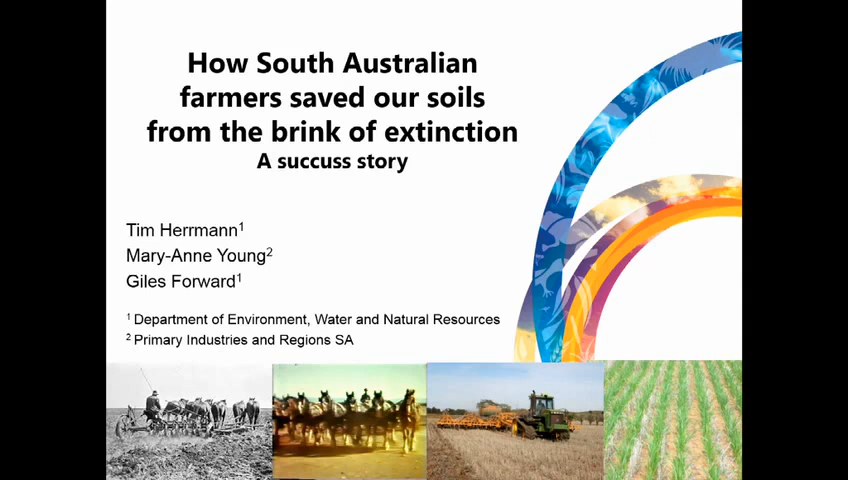 How South Australian
farmers saved our soils
from the brink of extinction
A succuss story
Tim Herrmann¹
Mary-Anne Young²
Giles Forward¹
¹ Department of Environment, Water and Natural Resources
² Primary Industries and Regions SA